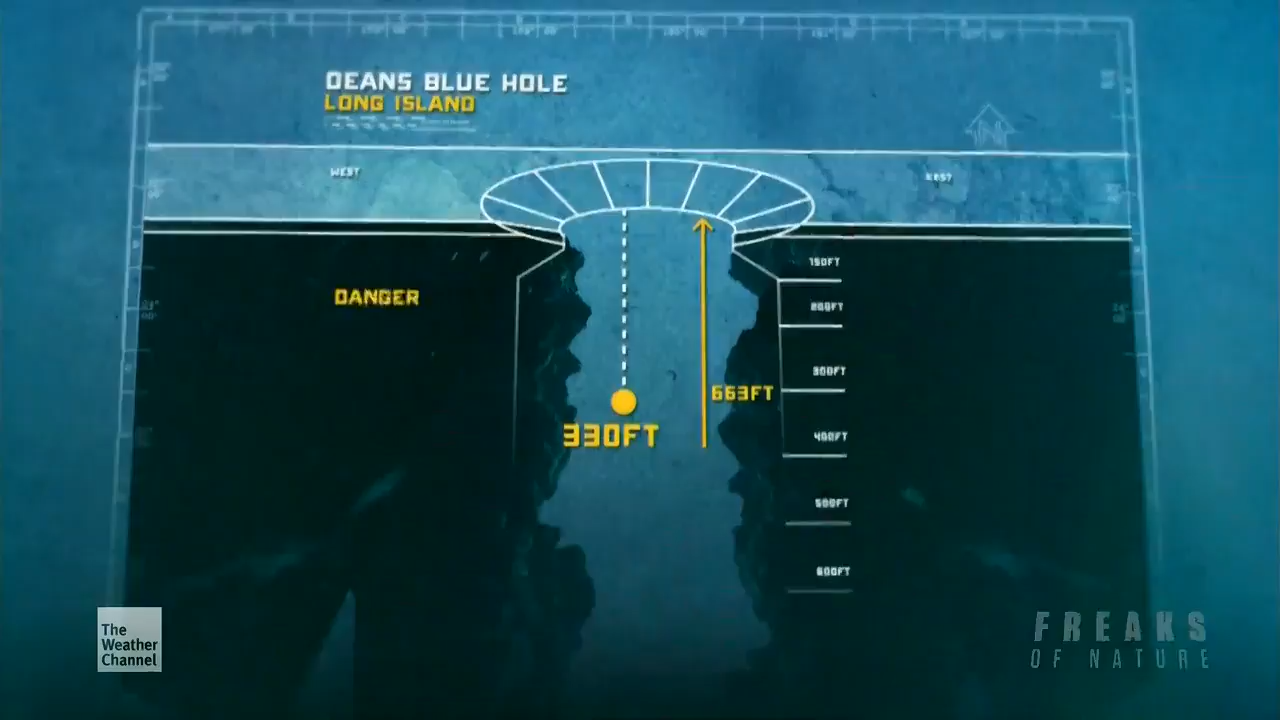 DEANS BLUE HOLE
LONG ISLAND
WEST
DANGER
150FT
200FT
300FT
663FT
330FT
400FT
500FT
600FT
The
Weather
Channel
FREAKS
OF NATURE